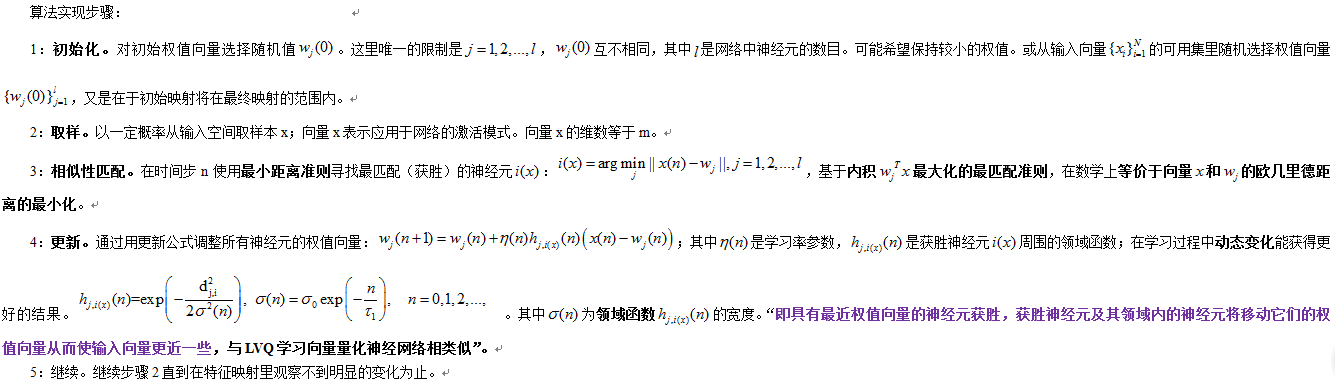 算法实现步骤：
1：初始化。对初始权值向量选择随机值 $w_j(0)$ 。这里唯一的限制是 $j=1,2,...,l$ ， $w_j(0)$ 互不相同，其中 $l$ 是网络中神经元的数目。可能希望保持较小的权值。或从输入向量 $\{x_i\}_{i=1}^{N}$ 的可用集里随机选择权值向量
$\{w_j(0)\}_{j=1}^{i}$ ，又是在于初始映射将在最终映射的范围内。
2：取样。以一定概率从输入空间取样本 x；向量 x 表示应用于网络的激活模式。向量 x 的维数等于 m。
3：相似性匹配。在时间步 n 使用最小距离准则寻找最匹配（获胜）的神经元 $i(x)$ ： $i(x)=\arg\min_{j}||x(n)-w_j||, j=1,2,...,l$ ，基于内积 $w_j^T x$ 最大化的最匹配准则，在数学上等价于向量 $x$ 和 $w_j$ 的欧几里德距
离的最小化。
4：更新。通过用更新公式调整所有神经元的权值向量： $w_j(n+1)=w_j(n)+\eta(n)h_{j,i(x)}(n)\left(x(n)-w_j(n)\right)$ ；其中 $\eta(n)$ 是学习率参数， $h_{j,i(x)}(n)$ 是获胜神经元 $i(x)$ 周围的领域函数；在学习过程中动态变化能获得更
好的结果。 $h_{j,i(x)}(n)=\exp\left(-\frac{d_{j,i}^2}{2\sigma^2(n)}\right), \sigma(n)=\sigma_0\exp\left(-\frac{n}{\tau_1}\right), n=0,1,2,...,$ 。其中 $\sigma(n)$ 为领域函数 $h_{j,i(x)}(n)$ 的宽度。“即具有最近权值向量的神经元获胜，获胜神经元及其领域内的神经元将移动它们的权
值向量从而使输入向量更近一些，与 LVQ 学习向量量化神经网络相类似”。
5：继续。继续步骤 2 直到在特征映射里观察不到明显的变化为止。